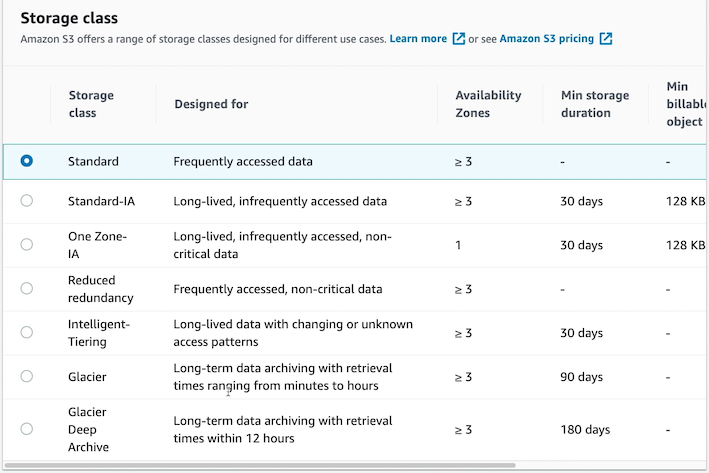 Storage class
Amazon S3 offers a range of storage classes designed for different use cases. Learn more or see Amazon S3 pricing
Storage class
Designed for
Availability Zones
Min storage duration
Min billable object
Standard
Frequently accessed data
≥ 3
-
-
Standard-IA
Long-lived, infrequently accessed data
≥ 3
30 days
128 KB
One Zone-
IA
Long-lived, infrequently accessed, non-
critical data
1
30 days
128 KB
Reduced
redundancy
Frequently accessed, non-critical data
≥ 3
-
-
Intelligent-
Tiering
Long-lived data with changing or unknown
access patterns
≥ 3
30 days
-
Glacier
Long-term data archiving with retrieval
times ranging from minutes to hours
≥ 3
90 days
-
Glacier
Deep
Archive
Long-term data archiving with retrieval
times within 12 hours
≥ 3
180 days
-